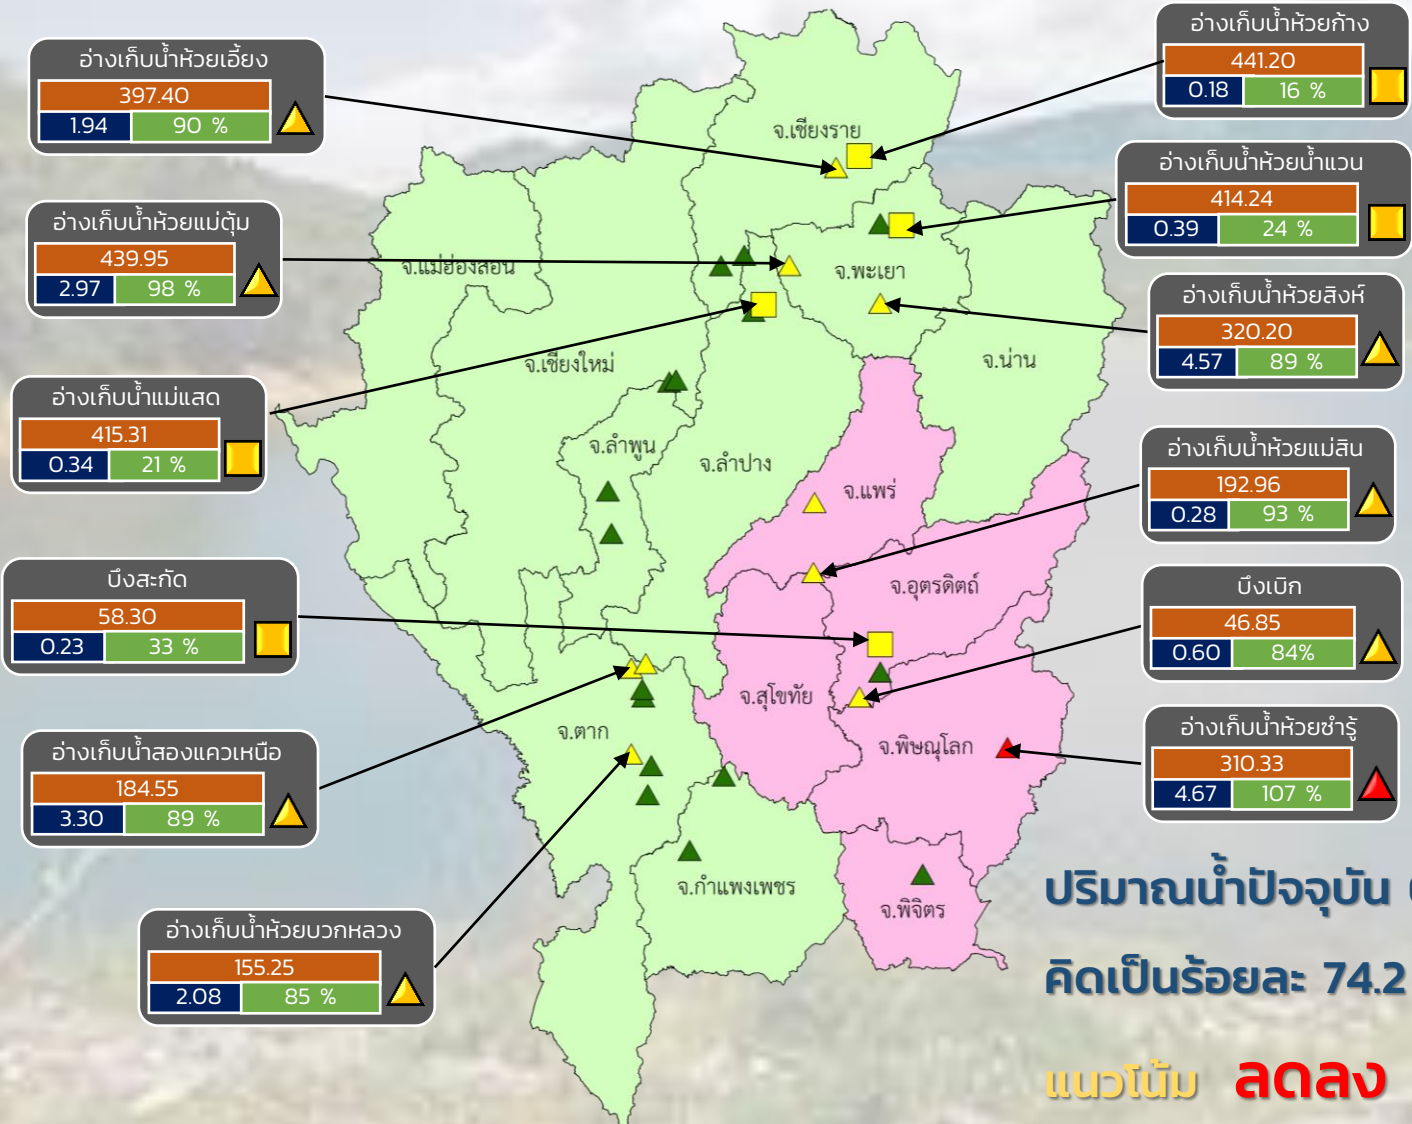 อ่างเก็บน้ำห้วยเอี้ยง
397.40
1.94 90 %
อ่างเก็บน้ำห้วยแม่ตุ้ม
439.95
2.97 98 %
อ่างเก็บน้ำแม่แสด
415.31
0.34 21 %
บึงสะกัด
58.30
0.23 33 %
อ่างเก็บน้ำสองแควเหนือ
184.55
3.30 89 %
อ่างเก็บน้ำห้วยบวกหลวง
155.25
2.08 85 %
จ.เชียงราย
จ.แม่ฮ่องสอน
จ.พะเยา
จ.เชียงใหม่
จ.น่าน
จ.ลำพูน
จ.ลำปาง
จ.แพร่
จ.อุตรดิตถ์
จ.สุโขทัย
จ.ตาก
จ.พิษณุโลก
จ.กำแพงเพชร
จ.พิจิตร
อ่างเก็บน้ำห้วยก้าง
441.20
0.18 16 %
อ่างเก็บน้ำห้วยน้ำแวน
414.24
0.39 24 %
อ่างเก็บน้ำห้วยสิงห์
320.20
4.57 89 %
อ่างเก็บน้ำห้วยแม่สิน
192.96
0.28 93 %
บึงเบิก
46.85
0.60 84%
อ่างเก็บน้ำห้วยซำรู้
310.33
4.67 107 %
ปริมาณน้ำปัจจุบัน
คิดเป็นร้อยละ 74.2
แนวโน้ม ลดลง